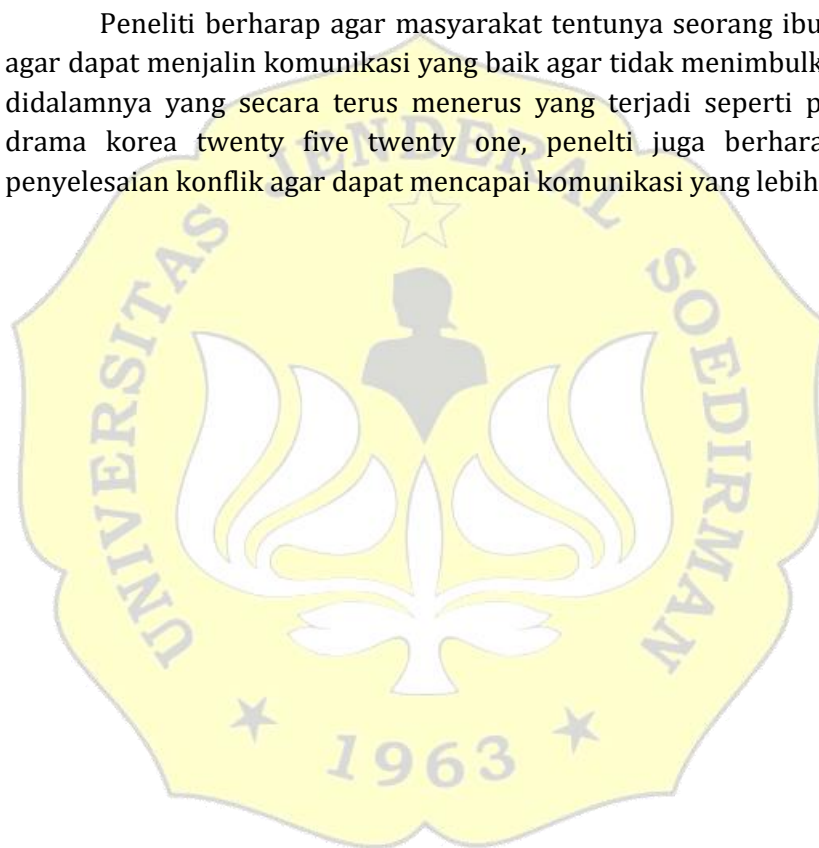 Peneliti berharap agar masyarakat tentunya seorang ibu
agar dapat menjalin komunikasi yang baik agar tidak menimbulk
didalamnya yang secara terus menerus yang terjadi seperti p
drama korea twenty five twenty one, penelti juga berhara
penyelesaian konflik agar dapat mencapai komunikasi yang lebih
UNIVERSITAS JENDERAL SOEDIRMAN
1963